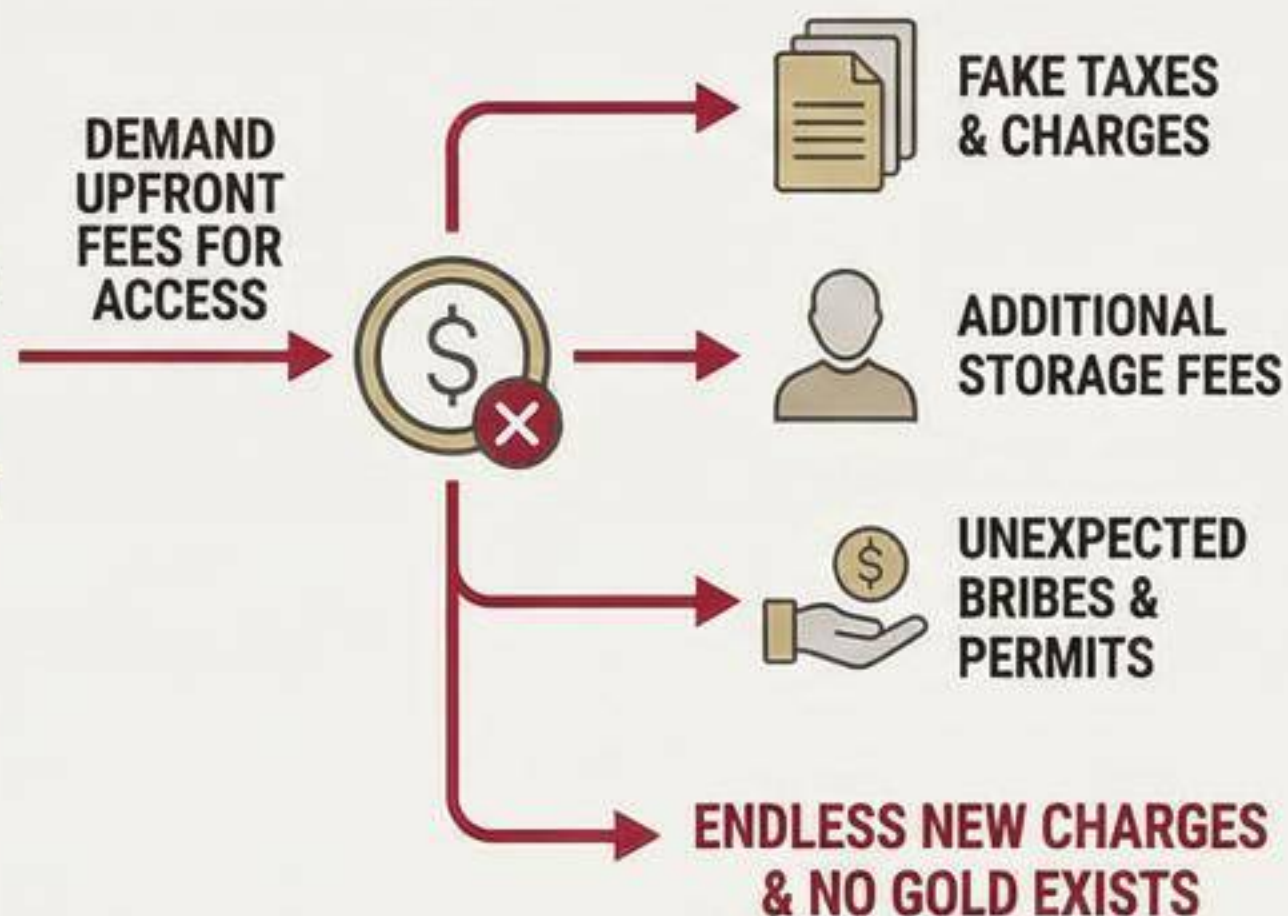 DEMAND
UPFRONT
FEES FOR
ACCESS
$
FAKE TAXES
& CHARGES
ADDITIONAL
STORAGE FEES
$
UNEXPECTED
BRIBES &
PERMITS
ENDLESS NEW CHARGES
& NO GOLD EXISTS